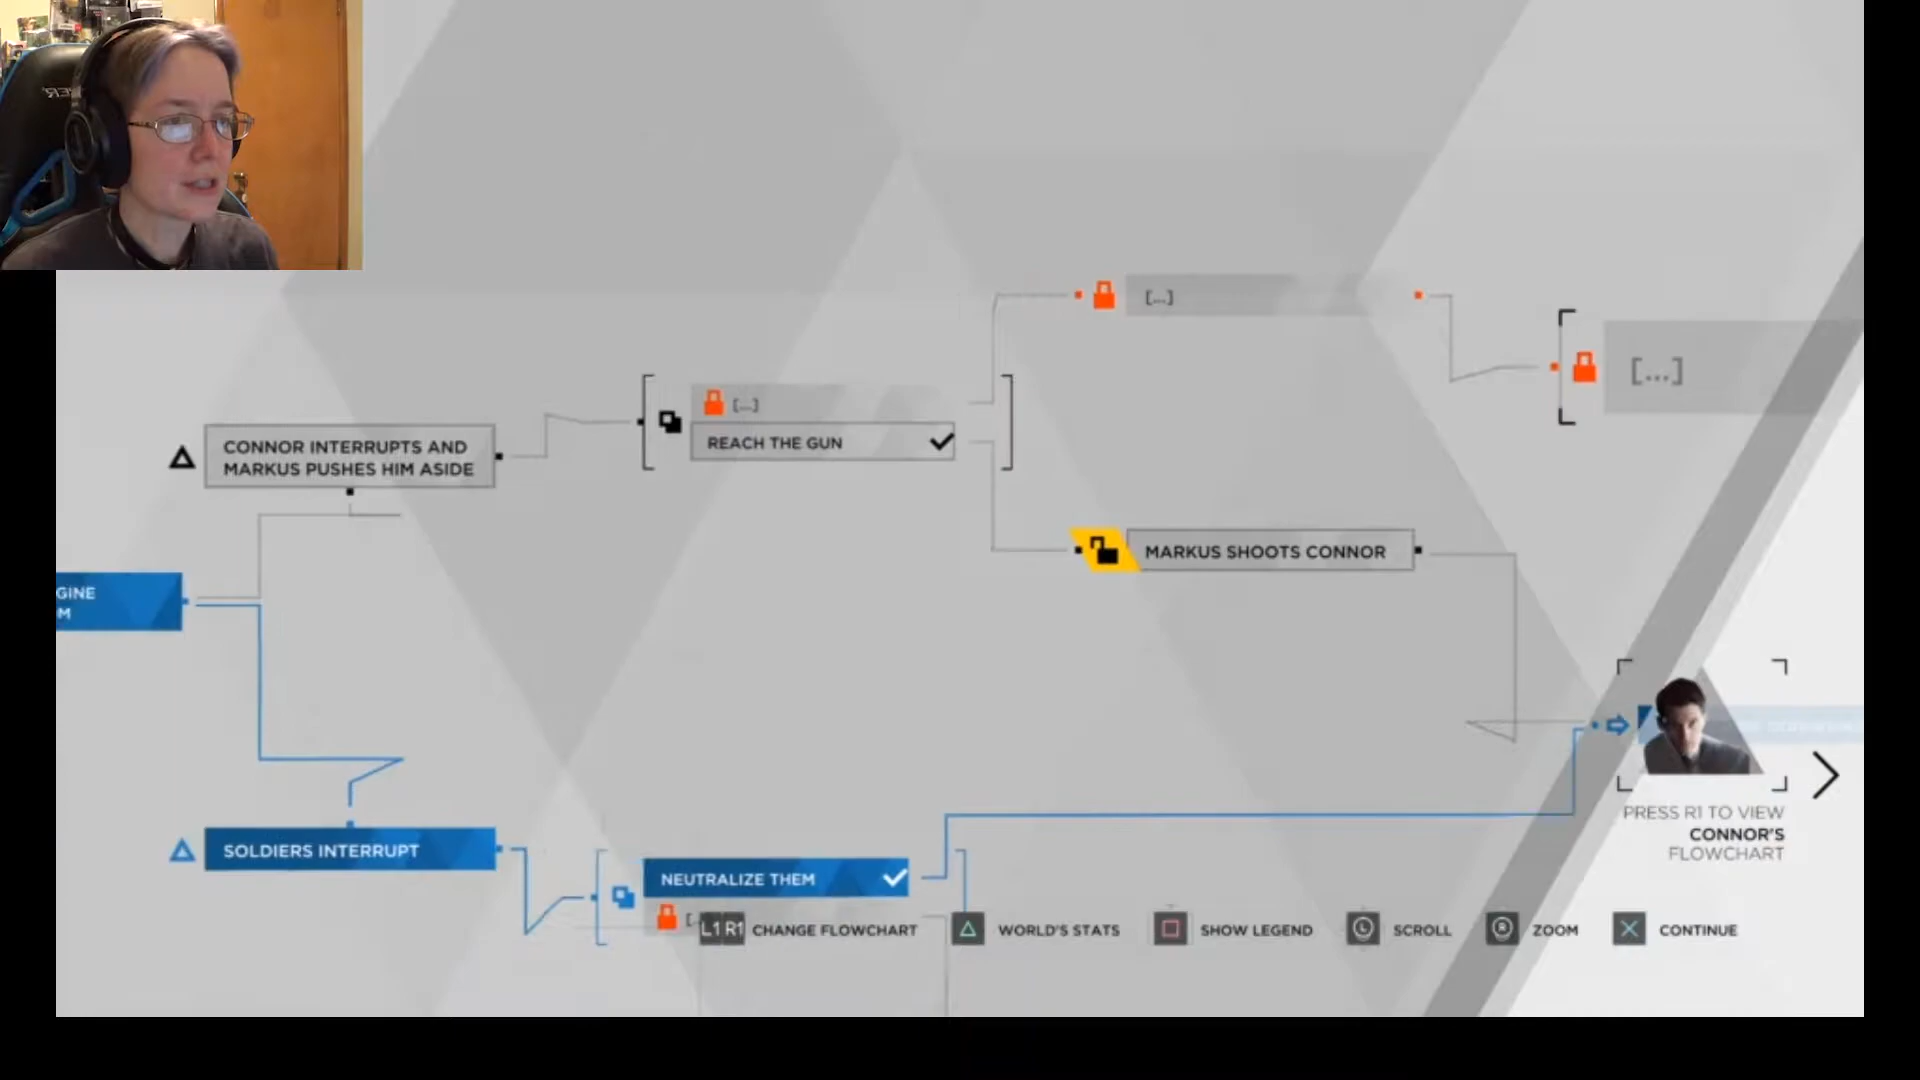 [...]
[...]
[...]
CONNOR INTERRUPTS AND
MARKUS PUSHES HIM ASIDE
REACH THE GUN
MARKUS SHOOTS CONNOR
GINE
M
SOLDIERS INTERRUPT
NEUTRALIZE THEM
PRESS R1 TO VIEW
CONNOR'S
FLOWCHART
L1 R1 CHANGE FLOWCHART
WORLD'S STATS
SHOW LEGEND
L SCROLL
R ZOOM
CONTINUE